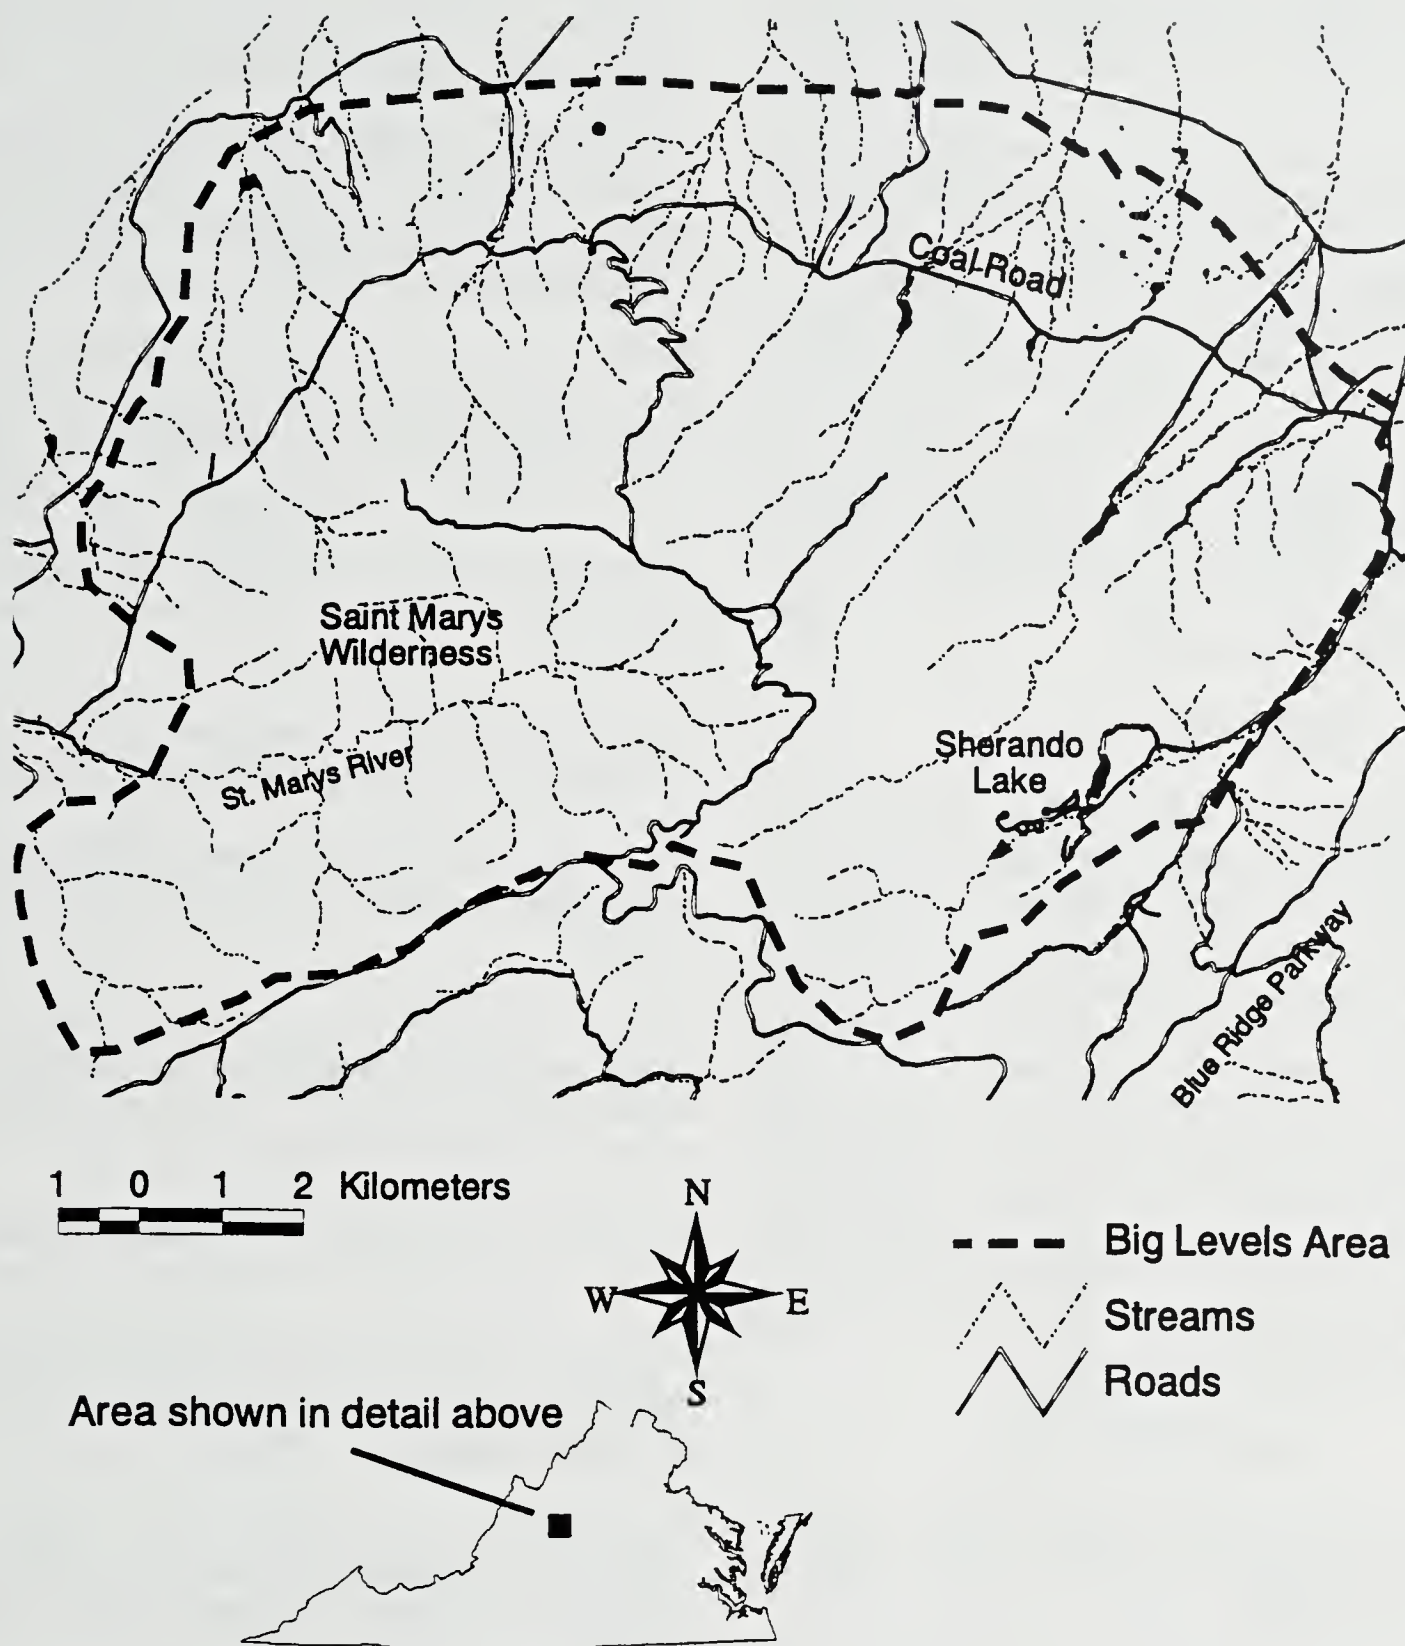 Coal Road
Saint Marys
Wilderness
Sherando
Lake
St. Marys River
Blue Ridge Parkway
1 0 1 2 Kilometers
N
W E
S
Big Levels Area
Streams
Roads
Area shown in detail above